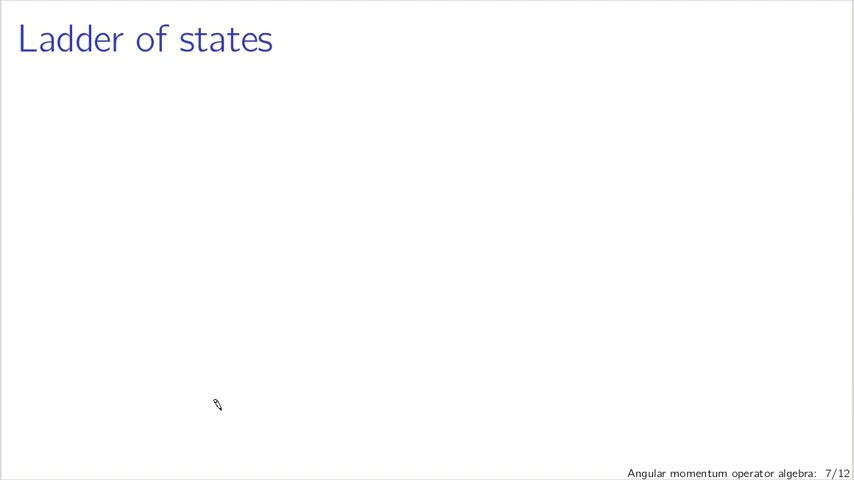 Ladder of states
Angular momentum operator algebra: 7/12